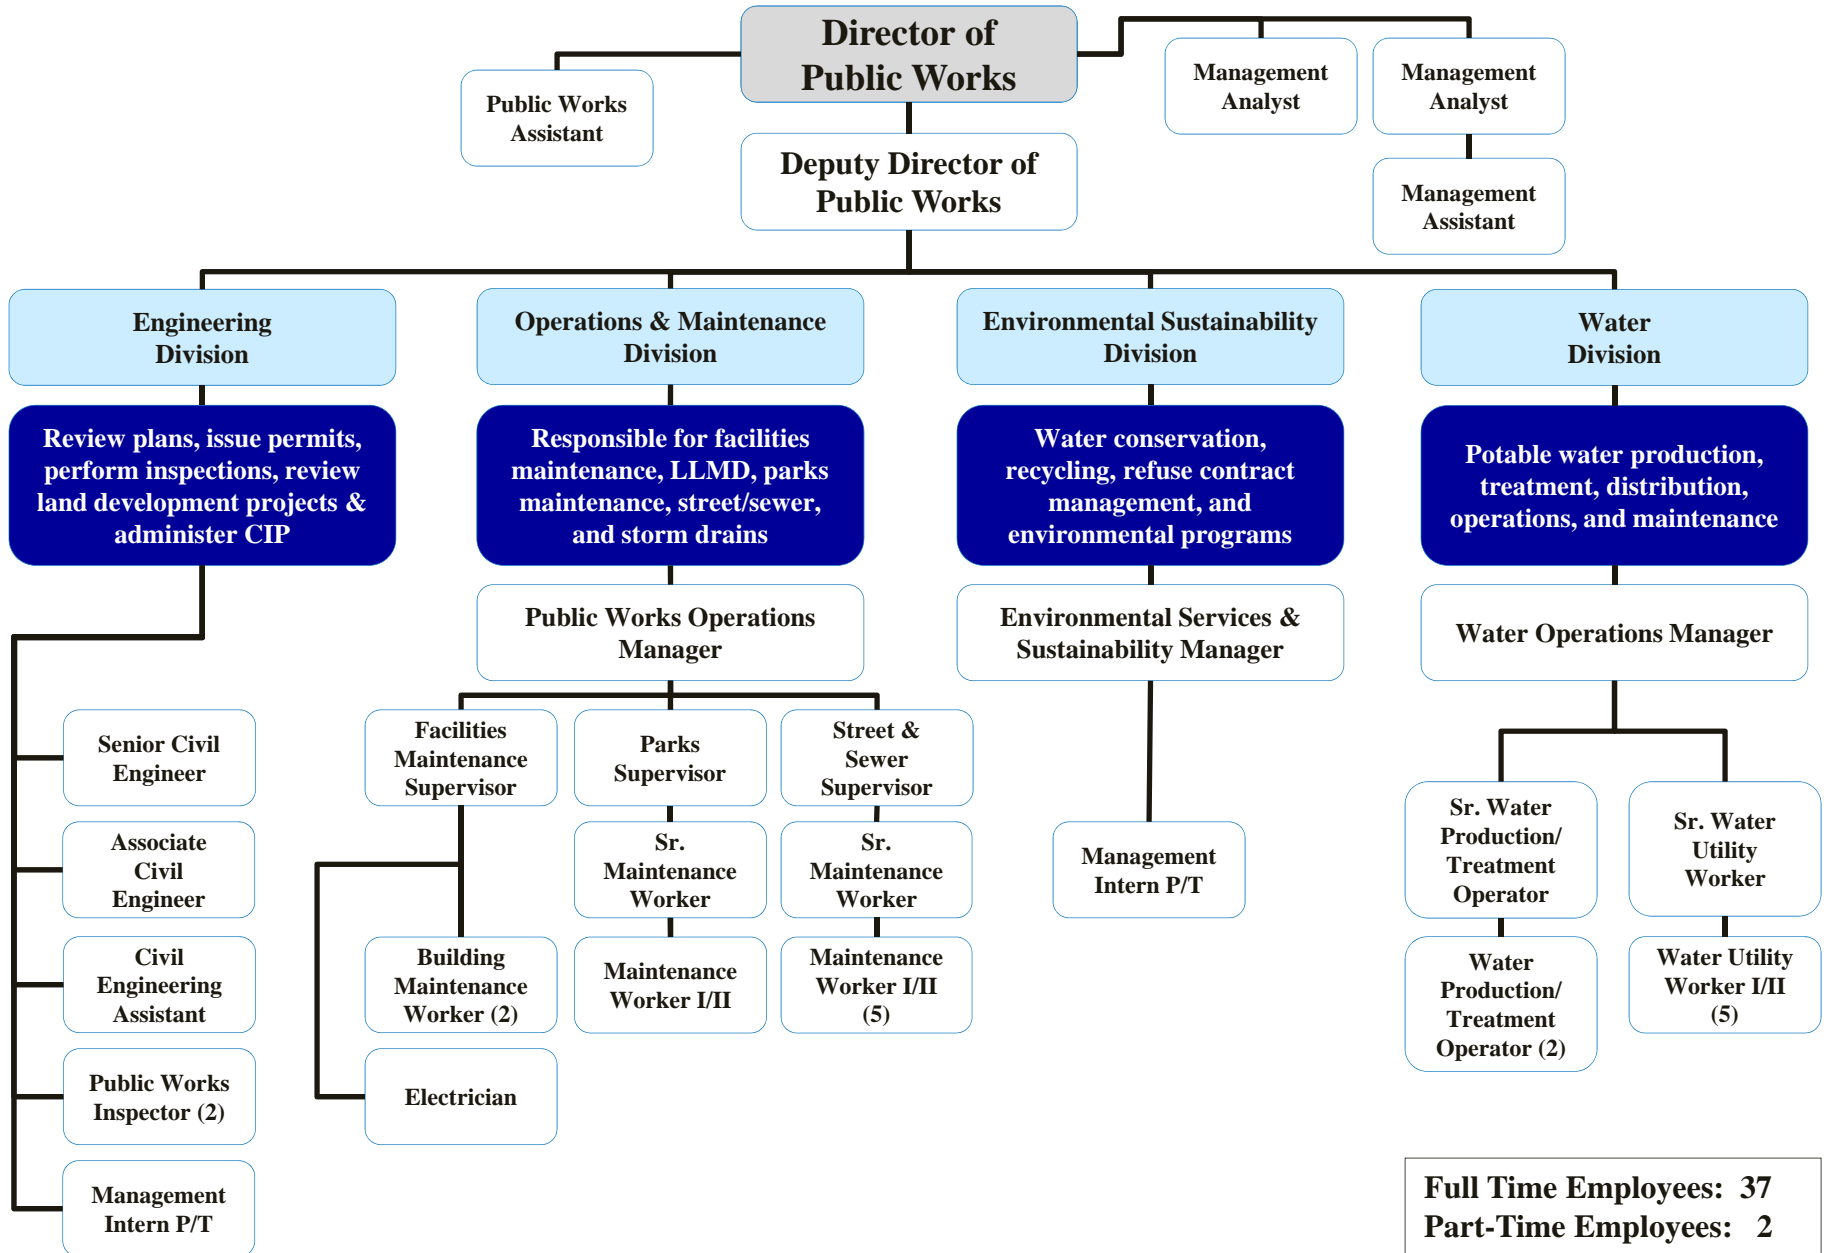 Director of
Public Works
Public Works
Assistant
Management
Analyst
Management
Analyst
Management
Assistant
Deputy Director of
Public Works
Engineering
Division
Operations & Maintenance
Division
Environmental Sustainability
Division
Water
Division
Review plans, issue permits,
perform inspections, review
land development projects &
administer CIP
Responsible for facilities
maintenance, LLMD, parks
maintenance, street/sewer,
and storm drains
Water conservation,
recycling, refuse contract
management, and
environmental programs
Potable water production,
treatment, distribution,
operations, and maintenance
Public Works Operations
Manager
Environmental Services &
Sustainability Manager
Water Operations Manager
Senior Civil
Engineer
Associate
Civil
Engineer
Civil
Engineering
Assistant
Public Works
Inspector (2)
Management
Intern P/T
Facilities
Maintenance
Supervisor
Building
Maintenance
Worker (2)
Electrician
Parks
Supervisor
Sr.
Maintenance
Worker
Maintenance
Worker I/II
Street &
Sewer
Supervisor
Sr.
Maintenance
Worker
Maintenance
Worker I/II
(5)
Management
Intern P/T
Sr. Water
Production/
Treatment
Operator
Water
Production/
Treatment
Operator (2)
Sr. Water
Utility
Worker
Water Utility
Worker I/II
(5)
Full Time Employees: 37
Part-Time Employees: 2